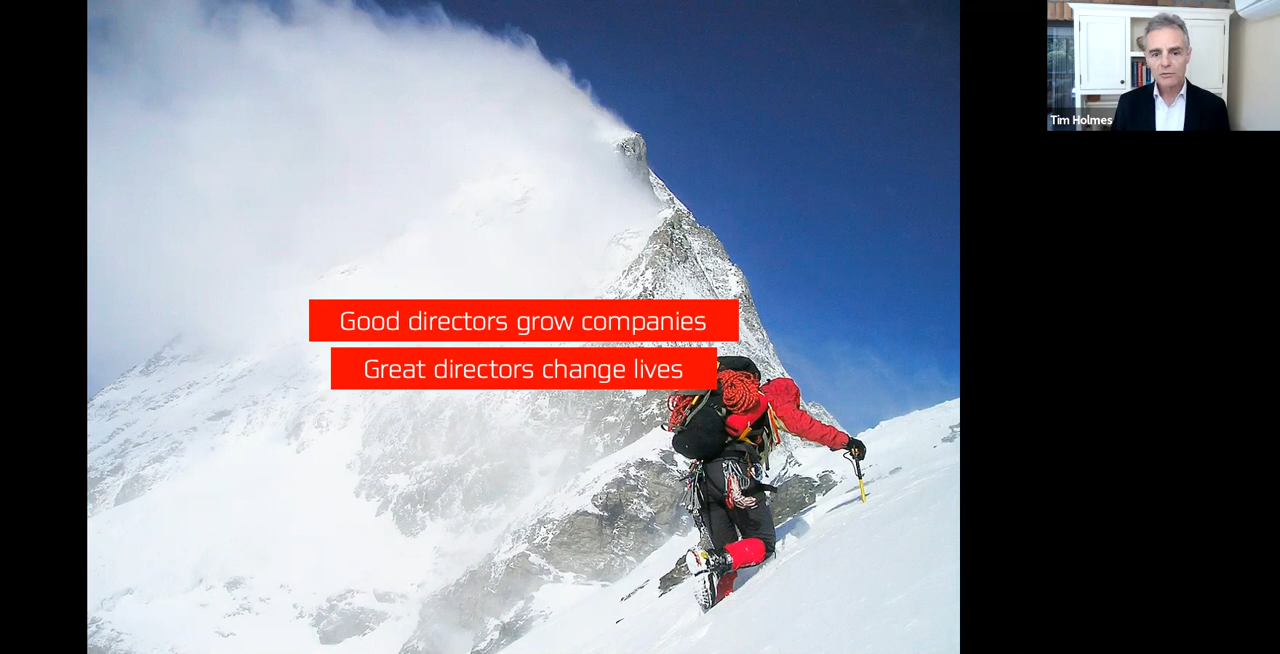 Good directors grow companies
Great directors change lives
Tim Holmes